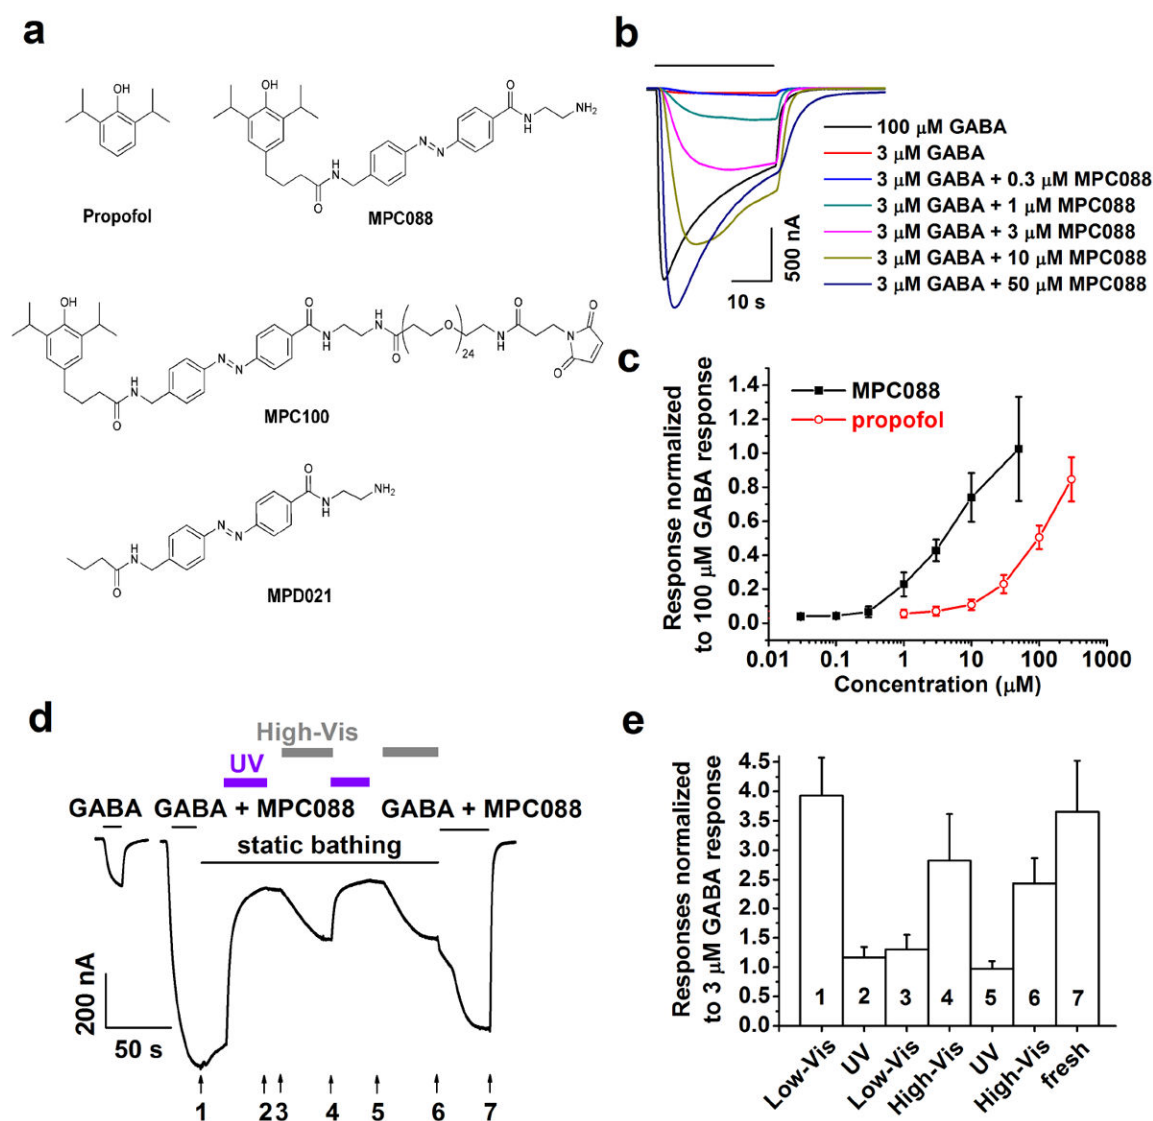 a
OH
Propofol
OH
O
N
H
N
N
O
N
H
NH2
MPC088
OH
O
N
H
N
N
O
N
H
H
N
O
O
24
N
H
O
N
O
O
MPC100
O
N
H
N
N
O
N
H
NH2
MPD021
b
100 μM GABA
3 μM GABA
3 μM GABA + 0.3 μM MPC088
3 μM GABA + 1 μM MPC088
3 μM GABA + 3 μM MPC088
3 μM GABA + 10 μM MPC088
3 μM GABA + 50 μM MPC088
500 nA
10 s
c
Response normalized
to 100 μM GABA response
1.4
1.2
1.0
0.8
0.6
0.4
0.2
0.0
MPC088
propofol
0.01 0.1 1 10 100 1000
Concentration (μM)
d
High-Vis
UV
GABA GABA + MPC088 GABA + MPC088
static bathing
200 nA
50 s
1 2 3 4 5 6 7
e
Responses normalized
to 3 μM GABA response
4.5
4.0
3.5
3.0
2.5
2.0
1.5
1.0
0.5
0.0
1 2 3 4 5 6 7
Low-Vis UV Low-Vis High-Vis UV High-Vis fresh